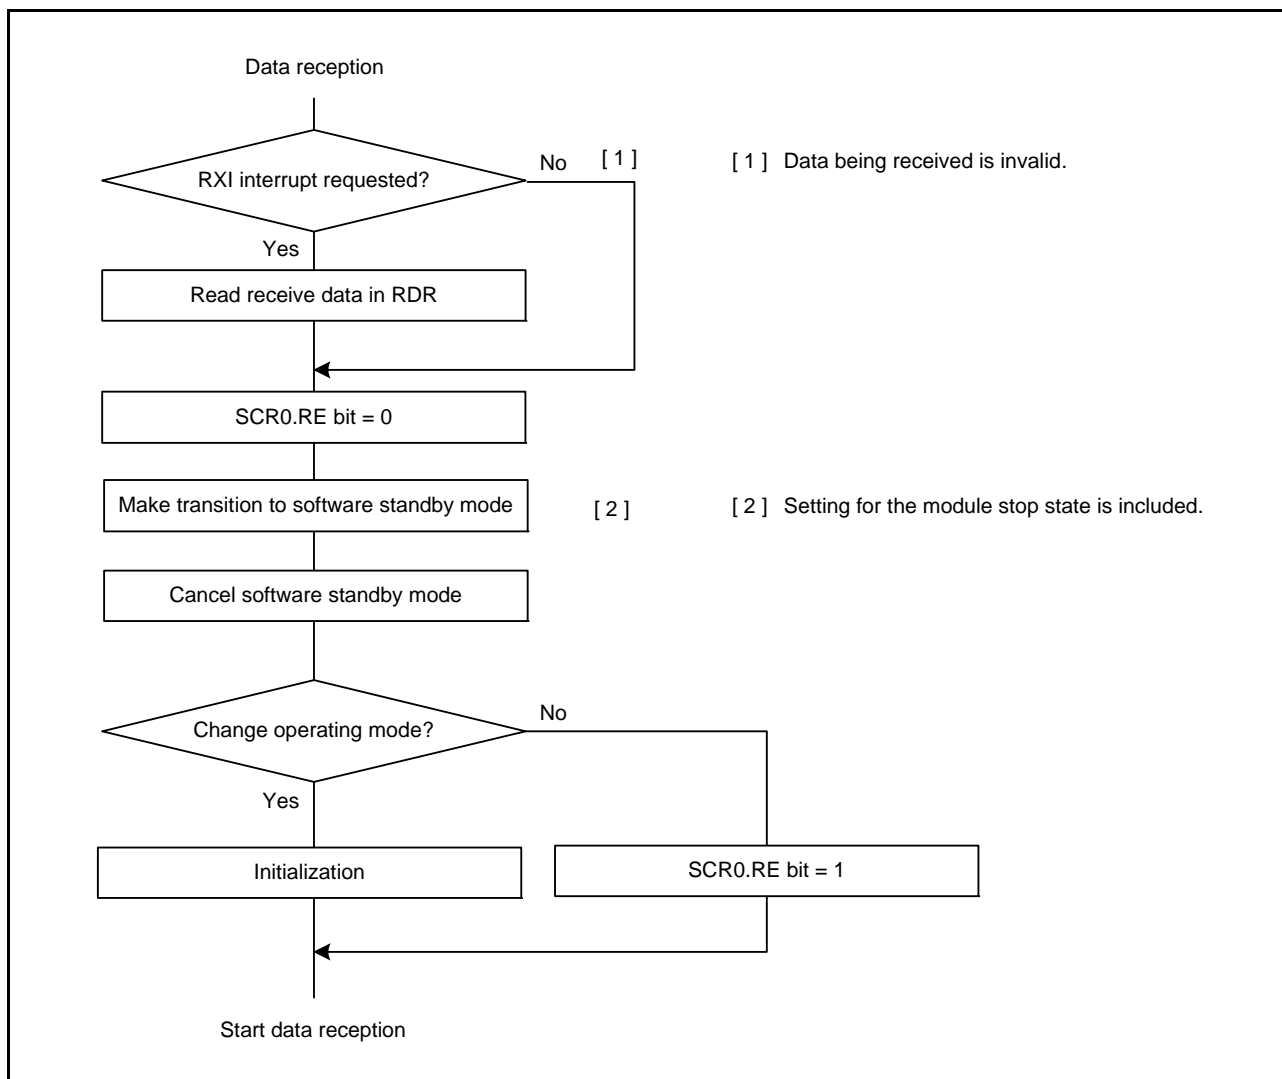 Data reception
No [ 1 ] [ 1 ] Data being received is invalid.
RXI interrupt requested?
Yes
Read receive data in RDR
SCR0.RE bit = 0
Make transition to software standby mode [ 2 ] [ 2 ] Setting for the module stop state is included.
Cancel software standby mode
No
Change operating mode?
Yes
Initialization SCR0.RE bit = 1
Start data reception